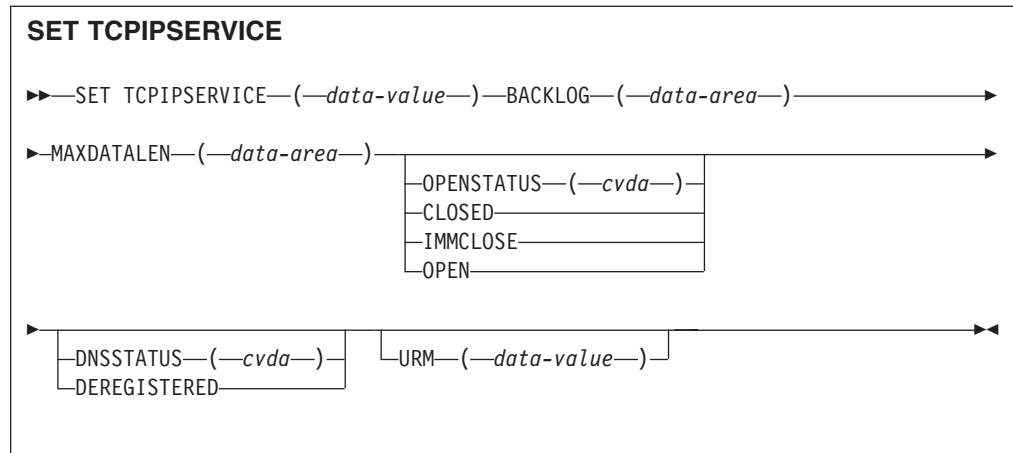 SET TCPIPSERVICE
SET TCPIPSERVICE ( data-value ) BACKLOG ( data-area )
MAXDATALEN ( data-area )
OPENSTATUS ( cvda )
CLOSED
IMMCLOSE
OPEN
DNSSTATUS ( cvda )
DEREGISTERED
URM ( data-value )